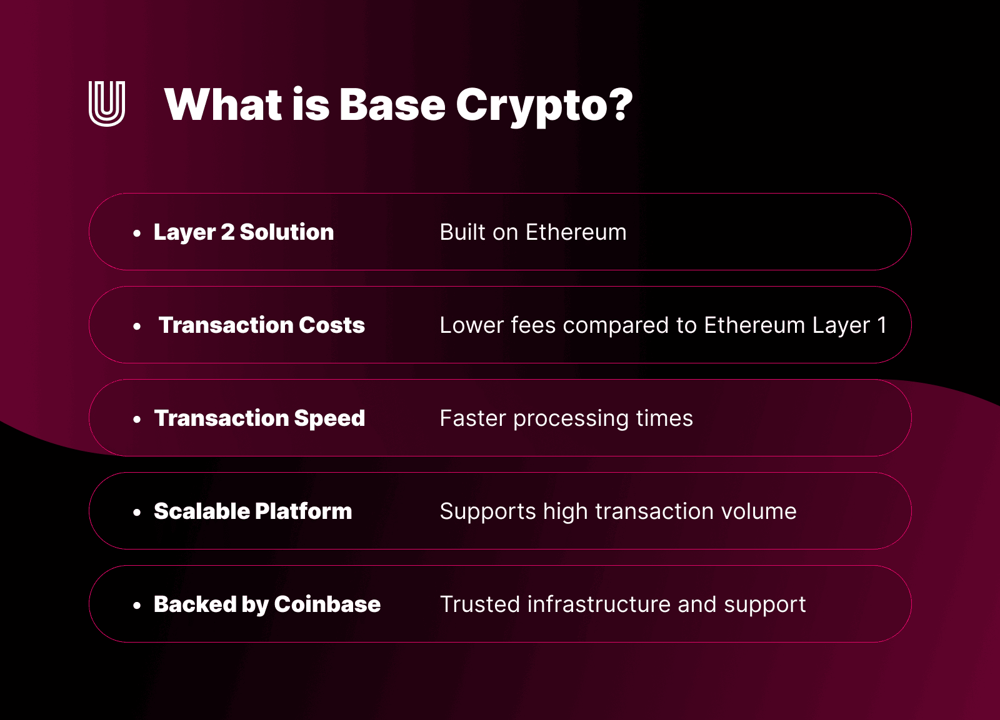 What is Base Crypto?
• Layer 2 Solution Built on Ethereum
• Transaction Costs Lower fees compared to Ethereum Layer 1
• Transaction Speed Faster processing times
• Scalable Platform Supports high transaction volume
• Backed by Coinbase Trusted infrastructure and support